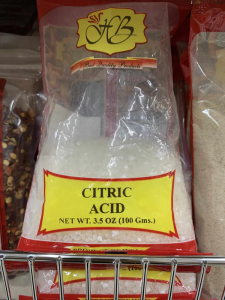 HB
CITRIC
ACID
NET WT. 3.5 OZ (100 Gms.)